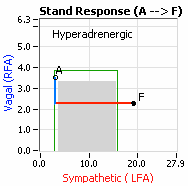 Stand Response (A --> F)
6.3
Hyperadrenergic
5.0
4.0
A
3.0
F
2.0
1.0
0.0
0.0 10.0 20.0 27.9
Vagal (RFA)
Sympathetic ( LFA)